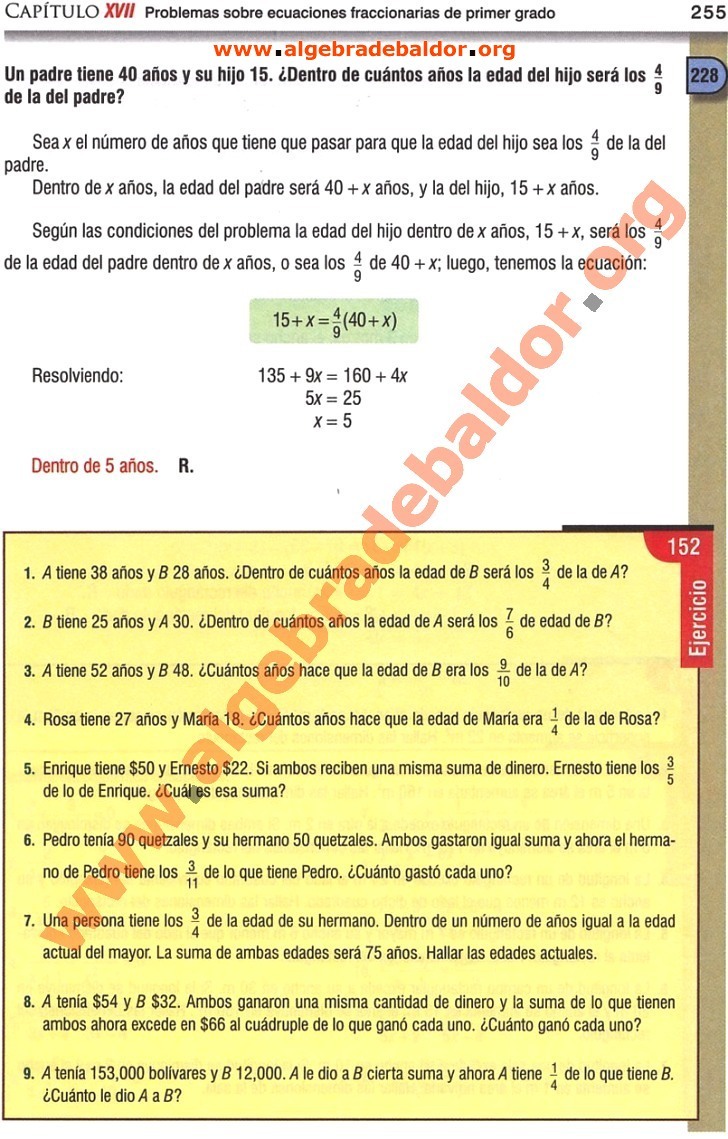 CAPÍTULO XVII Problemas sobre ecuaciones fraccionarias de primer grado 255
www.algebradebaldor.org
Un padre tiene 40 años y su hijo 15. ¿Dentro de cuántos años la edad del hijo será los 4/9 228
de la del padre?
Sea x el número de años que tiene que pasar para que la edad del hijo sea los 4/9 de la del
padre.
Dentro de x años, la edad del padre será 40 + x años, y la del hijo, 15 + x años.
Según las condiciones del problema la edad del hijo dentro de x años, 15 + x, será los 4/9
de la edad del padre dentro de x años, o sea los 4/9 de 40 + x; luego, tenemos la ecuación:
15 + x = 4/9 (40 + x)
Resolviendo: 135 + 9x = 160 + 4x
5x = 25
x = 5
Dentro de 5 años. R.
152
Ejercicio
1. A tiene 38 años y B 28 años. ¿Dentro de cuántos años la edad de B será los 3/4 de la de A?
2. B tiene 25 años y A 30. ¿Dentro de cuántos años la edad de A será los 7/6 de edad de B?
3. A tiene 52 años y B 48. ¿Cuántos años hace que la edad de B era los 9/10 de la de A?
4. Rosa tiene 27 años y María 18. ¿Cuántos años hace que la edad de María era 1/4 de la de Rosa?
5. Enrique tiene $50 y Ernesto $22. Si ambos reciben una misma suma de dinero. Ernesto tiene los 3/5
de lo de Enrique. ¿Cuál es esa suma?
6. Pedro tenía 90 quetzales y su hermano 50 quetzales. Ambos gastaron igual suma y ahora el herma-
no de Pedro tiene los 3/11 de lo que tiene Pedro. ¿Cuánto gastó cada uno?
7. Una persona tiene los 3/4 de la edad de su hermano. Dentro de un número de años igual a la edad
actual del mayor. La suma de ambas edades será 75 años. Hallar las edades actuales.
8. A tenía $54 y B $32. Ambos ganaron una misma cantidad de dinero y la suma de lo que tienen
ambos ahora excede en $66 al cuádruple de lo que ganó cada uno. ¿Cuánto ganó cada uno?
9. A tenía 153,000 bolívares y B 12,000. A le dio a B cierta suma y ahora A tiene 1/4 de lo que tiene B.
¿Cuánto le dio A a B?
www.algebradebaldor.org